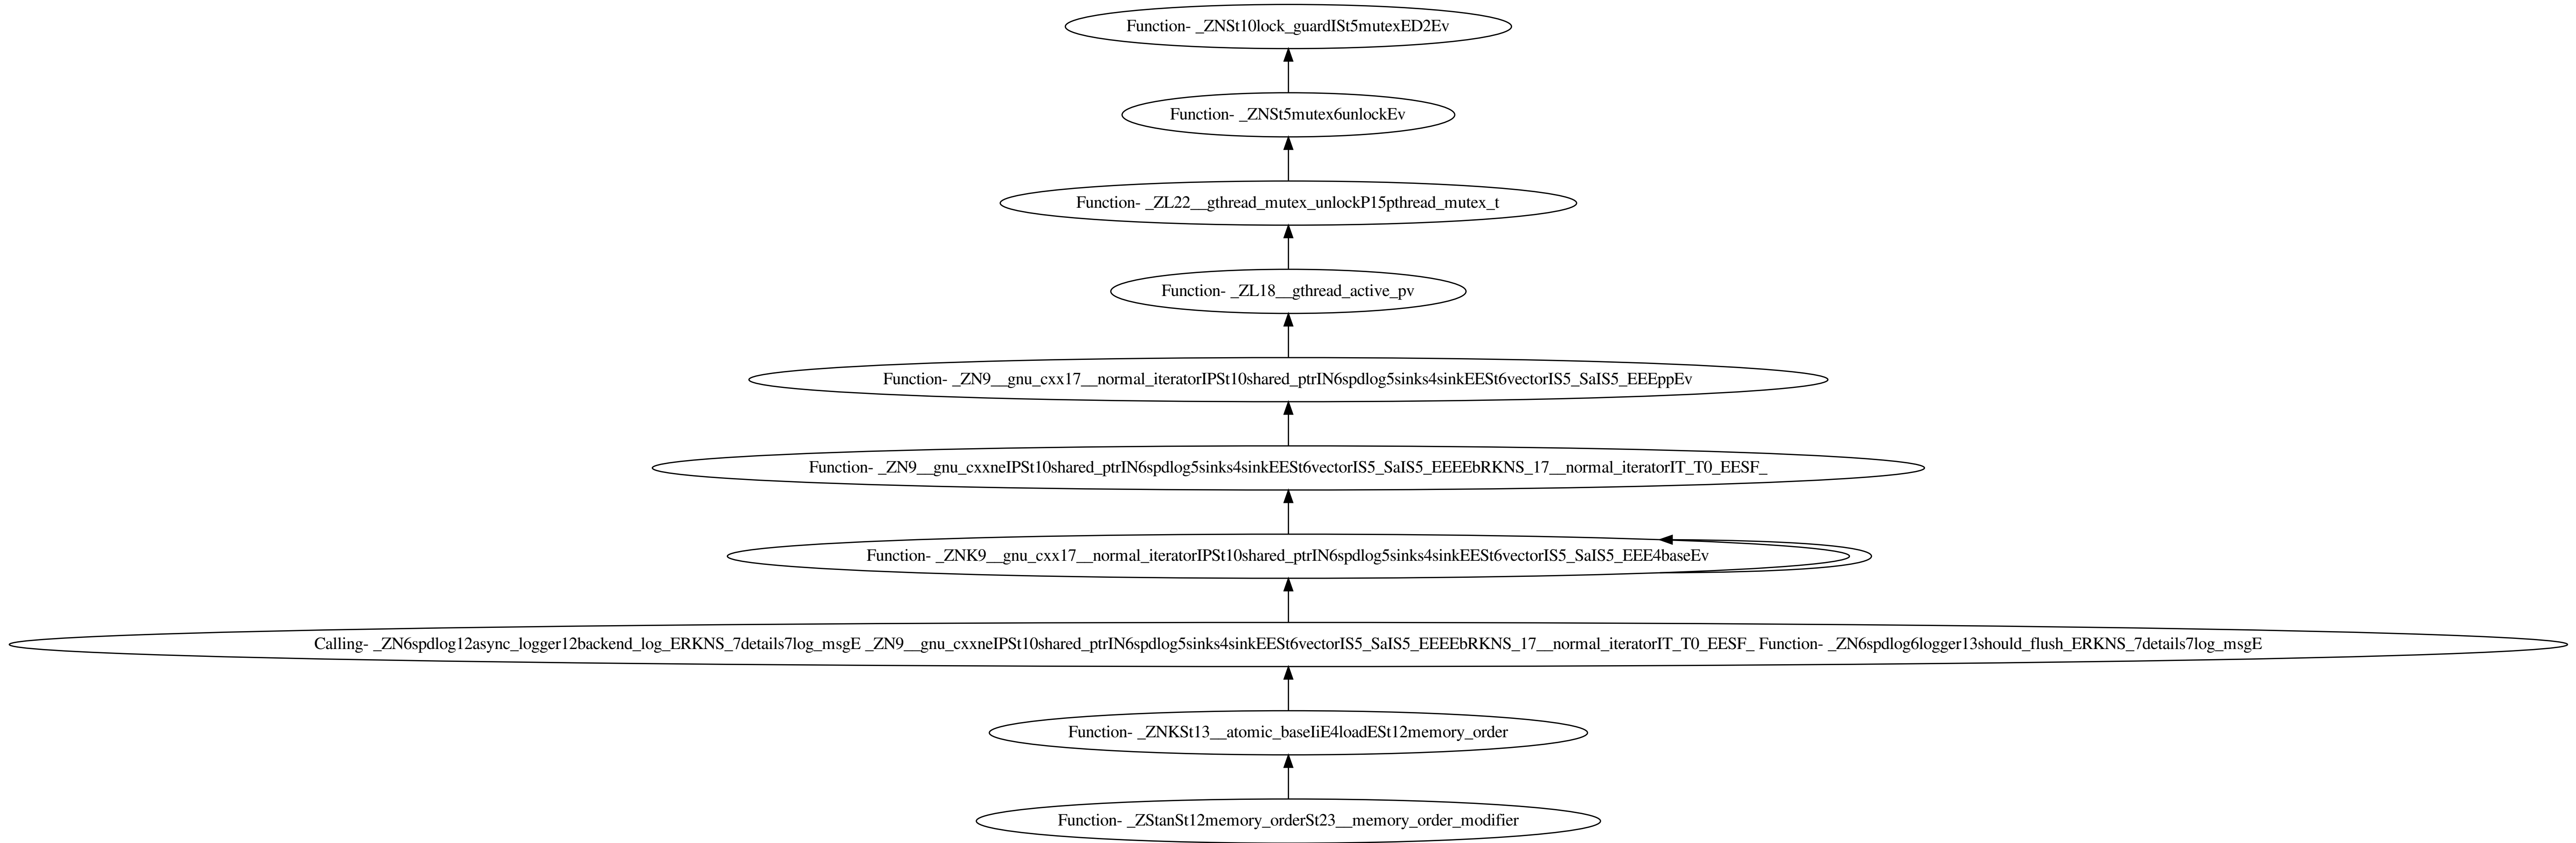 Function- _ZNSt10lock_guardISt5mutexED2Ev
Function- _ZNSt5mutex6unlockEv
Function- _ZL22__gthread_mutex_unlockP15pthread_mutex_t
Function- _ZL18__gthread_active_pv
Function- _ZN9__gnu_cxx17__normal_iteratorIPSt10shared_ptrIN6spdlog5sinks4sinkEESt6vectorIS5_SaIS5_EEEppEv
Function- _ZN9__gnu_cxxneIPSt10shared_ptrIN6spdlog5sinks4sinkEESt6vectorIS5_SaIS5_EEEEbRKNS_17__normal_iteratorIT_T0_EESF_
Function- _ZNK9__gnu_cxx17__normal_iteratorIPSt10shared_ptrIN6spdlog5sinks4sinkEESt6vectorIS5_SaIS5_EEE4baseEv
Calling- _ZN6spdlog12async_logger12backend_log_ERKNS_7details7log_msgE _ZN9__gnu_cxxneIPSt10shared_ptrIN6spdlog5sinks4sinkEESt6vectorIS5_SaIS5_EEEEbRKNS_17__normal_iteratorIT_T0_EESF_ Function- _ZN6spdlog6logger13should_flush_ERKNS_7details7log_msgE
Function- _ZNKSt13__atomic_baseIiE4loadESt12memory_order
Function- _ZStanSt12memory_orderSt23__memory_order_modifier